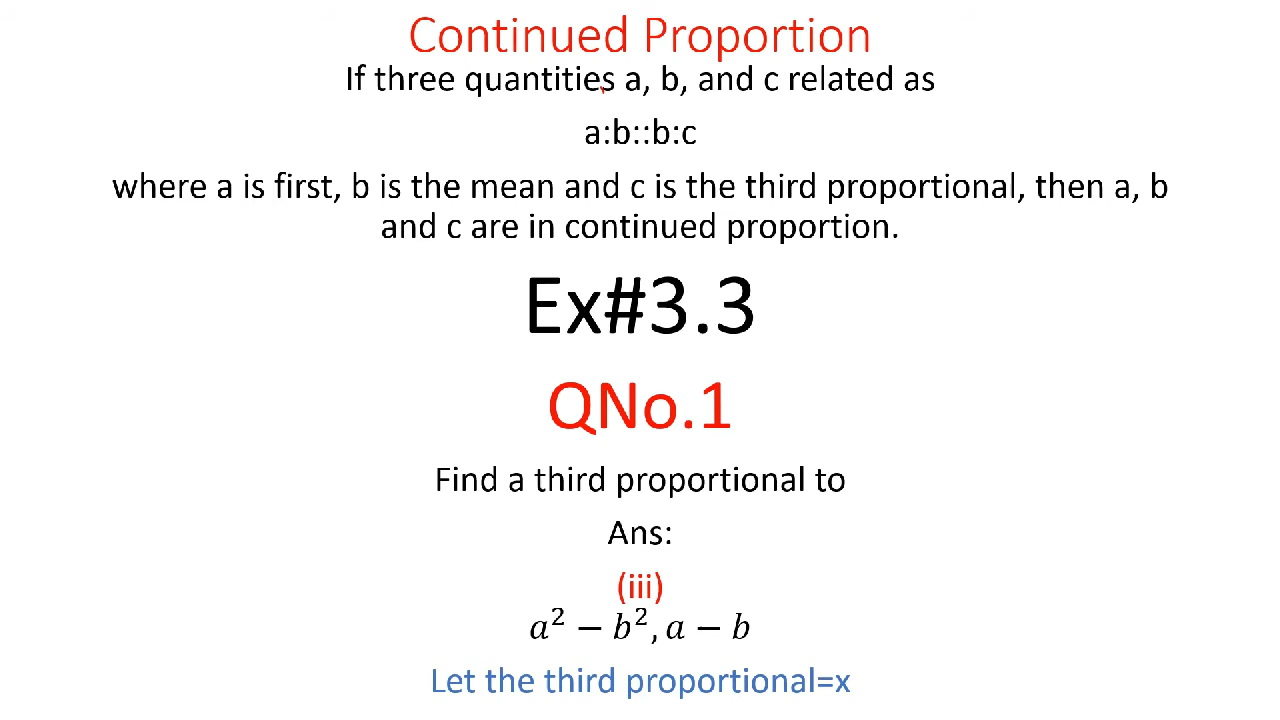 Continued Proportion
If three quantities a, b, and c related as
a:b::b:c
where a is first, b is the mean and c is the third proportional, then a, b
and c are in continued proportion.
Ex#3.3
QNo.1
Find a third proportional to
Ans:
(iii)
𝑎² − 𝑏², 𝑎 − 𝑏
Let the third proportional=x